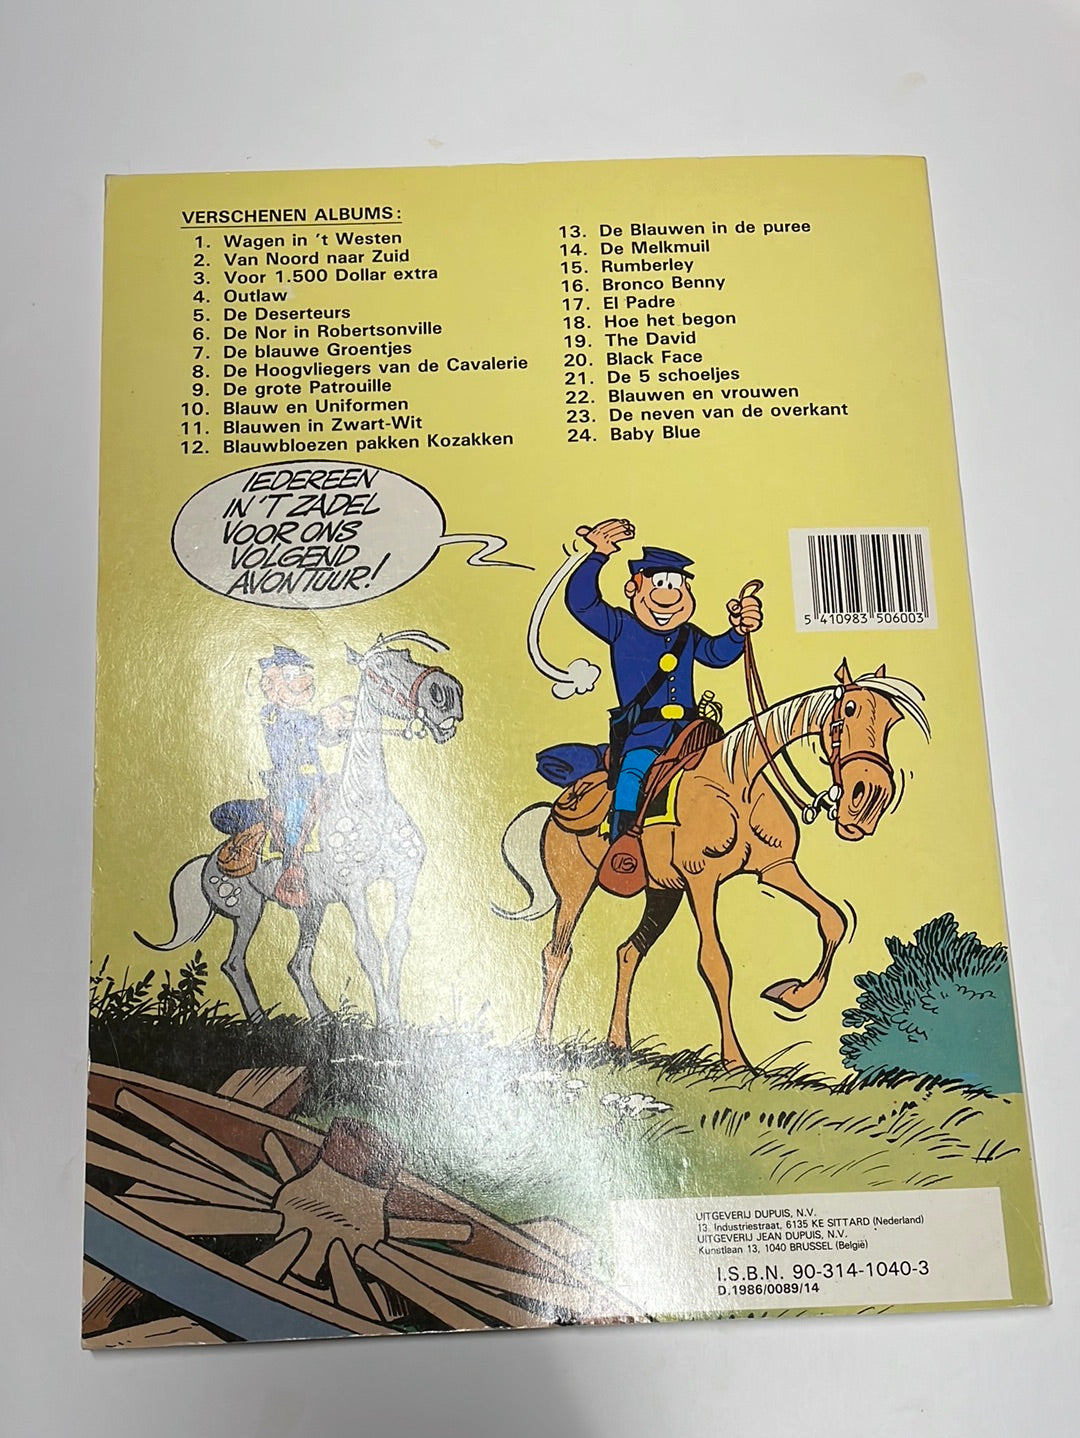 VERSCHENEN ALBUMS:
1. Wagen in 't Westen
2. Van Noord naar Zuid
3. Voor 1.500 Dollar extra
4. Outlaw
5. De Deserteurs
6. De Nor in Robertsonville
7. De blauwe Groentjes
8. De Hoogvliegers van de Cavalerie
9. De grote Patrouille
10. Blauw en Uniformen
11. Blauwen in Zwart-Wit
12. Blauwbloezen pakken Kozakken
13. De Blauwen in de puree
14. De Melkmuil
15. Rumberley
16. Bronco Benny
17. El Padre
18. Hoe het begon
19. The David
20. Black Face
21. De 5 schoeljes
22. Blauwen en vrouwen
23. De neven van de overkant
24. Baby Blue
IEDEREEN
IN 'T ZADEL
VOOR ONS
VOLGEND
AVONTUUR!
5 410983 506003
US
UITGEVERIJ DUPUIS, N.V.
13, Industriestraat, 6135 KE SITTARD (Nederland)
UITGEVERIJ JEAN DUPUIS, N.V.
Kunstlaan 13, 1040 BRUSSEL (België)
I.S.B.N. 90-314-1040-3
D.1986/0089/14